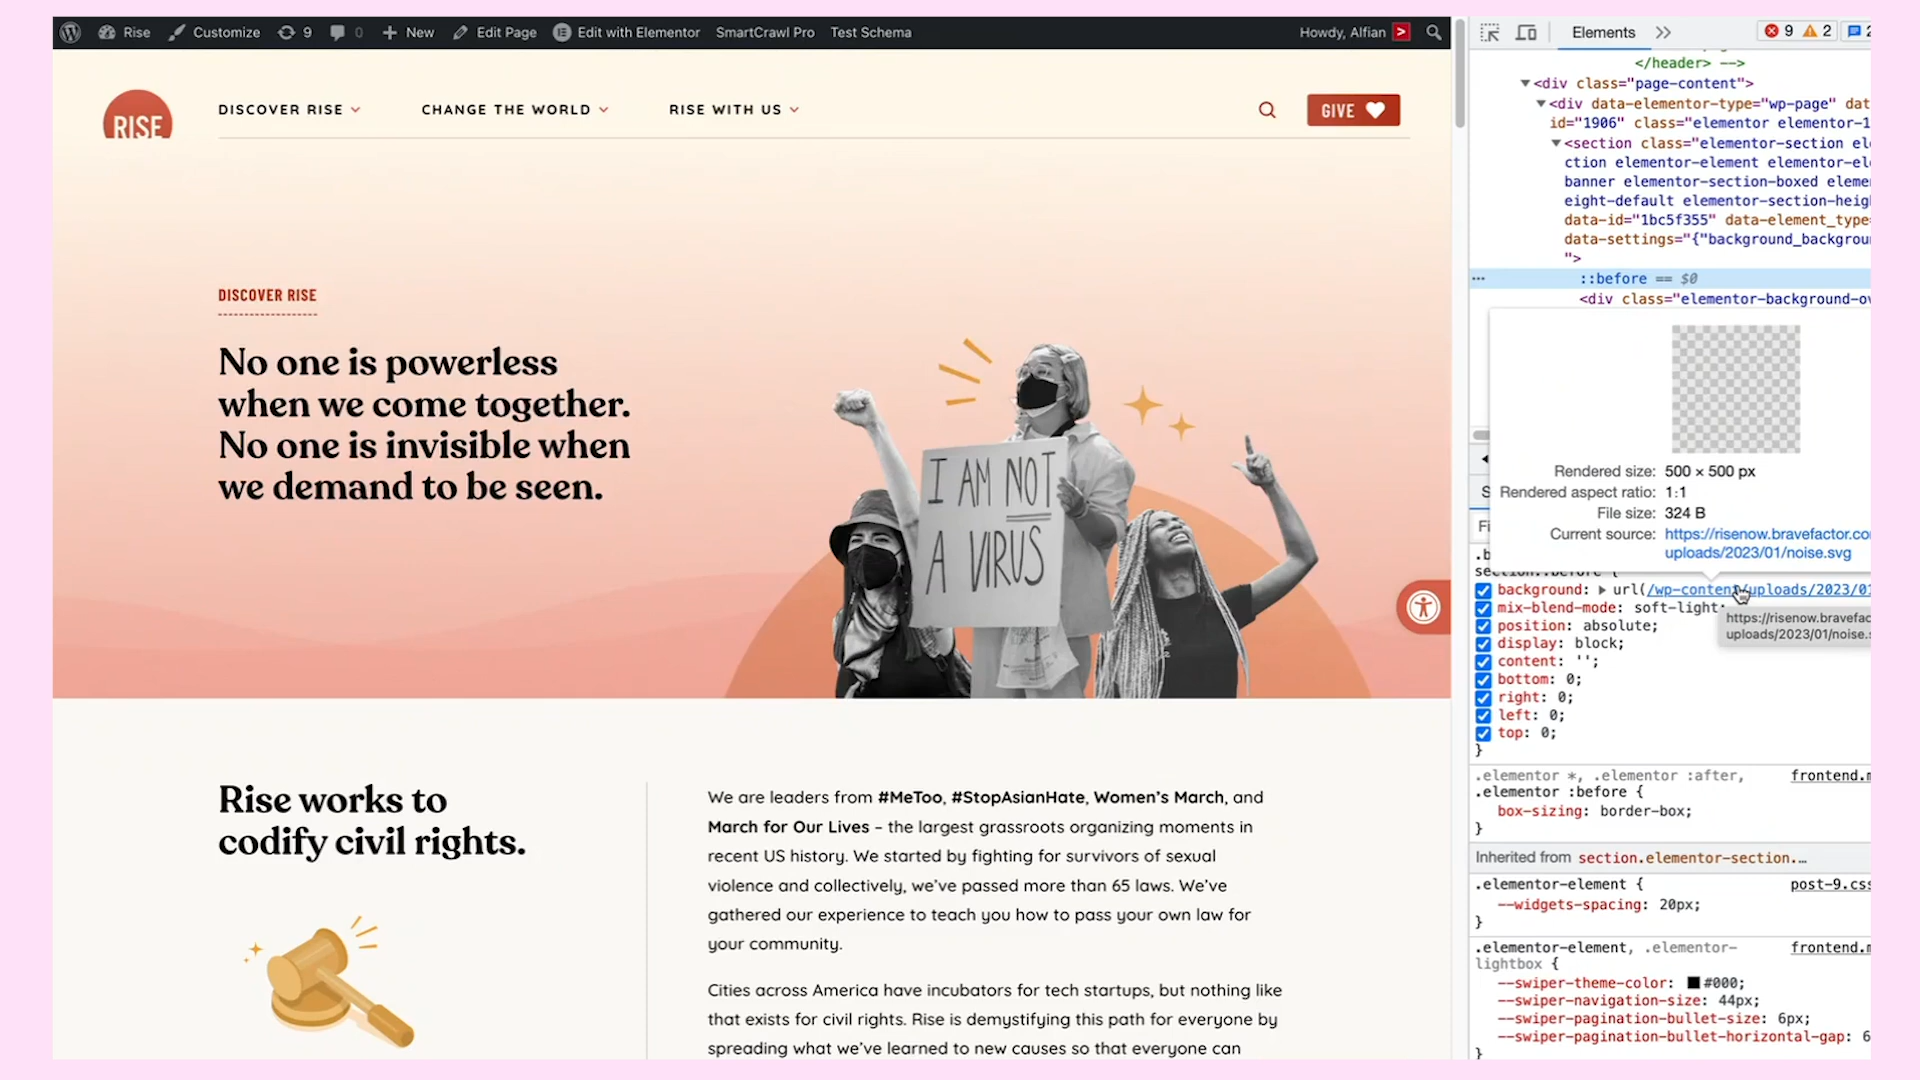 Rise Customize 9 0 New Edit Page Edit with Elementor SmartCrawl Pro Test Schema Howdy, Alfian
RISE DISCOVER RISE CHANGE THE WORLD RISE WITH US GIVE
DISCOVER RISE
No one is powerless
when we come together.
No one is invisible when
we demand to be seen.
I AM NOT
A VIRUS
Rise works to
codify civil rights.
We are leaders from #MeToo, #StopAsianHate, Women's March, and
March for Our Lives – the largest grassroots organizing moments in
recent US history. We started by fighting for survivors of sexual
violence and collectively, we've passed more than 65 laws. We've
gathered our experience to teach you how to pass your own law for
your community.
Cities across America have incubators for tech startups, but nothing like
that exists for civil rights. Rise is demystifying this path for everyone by
spreading what we've learned to new causes so that everyone can
Elements 9 2 2
</header> -->
<div class="page-content">
<div data-elementor-type="wp-page" dat
id="1906" class="elementor elementor-1
<section class="elementor-section el
ction elementor-element elementor-el
banner elementor-section-boxed eleme
eight-default elementor-section-heig
data-id="1bc5f355" data-element_type
data-settings="{"background_backgrou
">
::before == $0
<div class="elementor-background-ov
Rendered size: 500 × 500 px
Rendered aspect ratio: 1:1
File size: 324 B
Current source: https://risenow.bravefactor.co
uploads/2023/01/noise.svg
section::before {
background: url(/wp-content/uploads/2023/01
mix-blend-mode: soft-light;
https://risenow.bravefac
uploads/2023/01/noise.s
position: absolute;
display: block;
content: '';
bottom: 0;
right: 0;
left: 0;
top: 0;
}
.elementor *, .elementor :after, frontend.m
.elementor :before {
box-sizing: border-box;
}
Inherited from section.elementor-section.…
.elementor-element { post-9.css
--widgets-spacing: 20px;
}
.elementor-element, .elementor- frontend.m
lightbox {
--swiper-theme-color: #000;
--swiper-navigation-size: 44px;
--swiper-pagination-bullet-size: 6px;
--swiper-pagination-bullet-horizontal-gap: 6
}